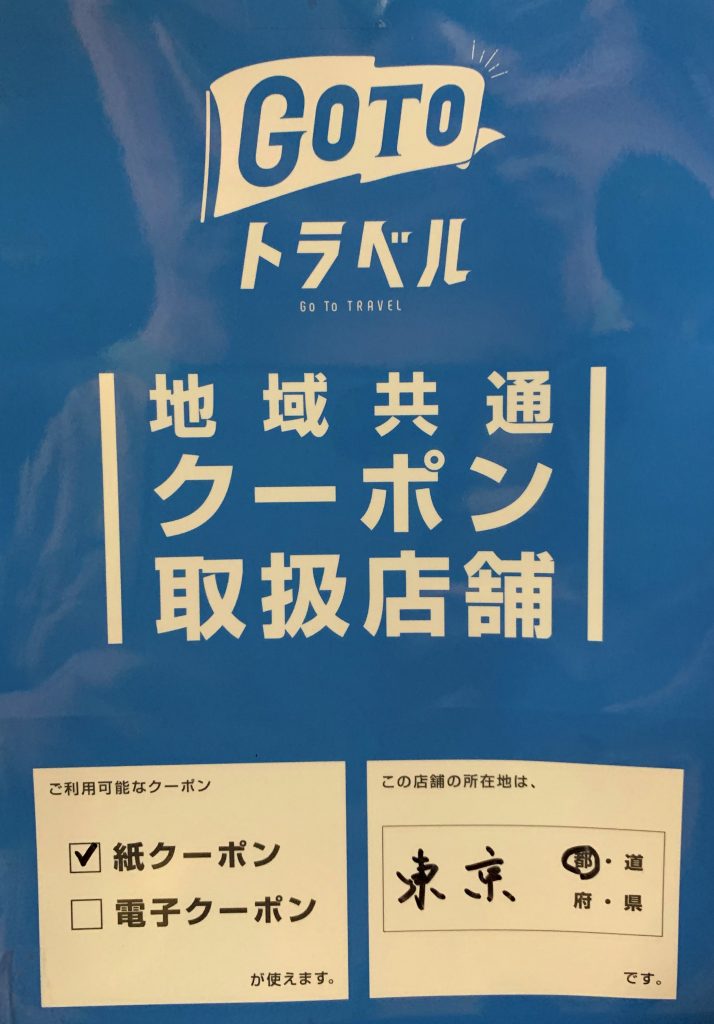 GOTO
トラベル
Go To TRAVEL
地域共通
クーポン
取扱店舗
ご利用可能なクーポン
紙クーポン
電子クーポン
が使えます。
この店舗の所在地は、
東京 都・道
府・県
です。